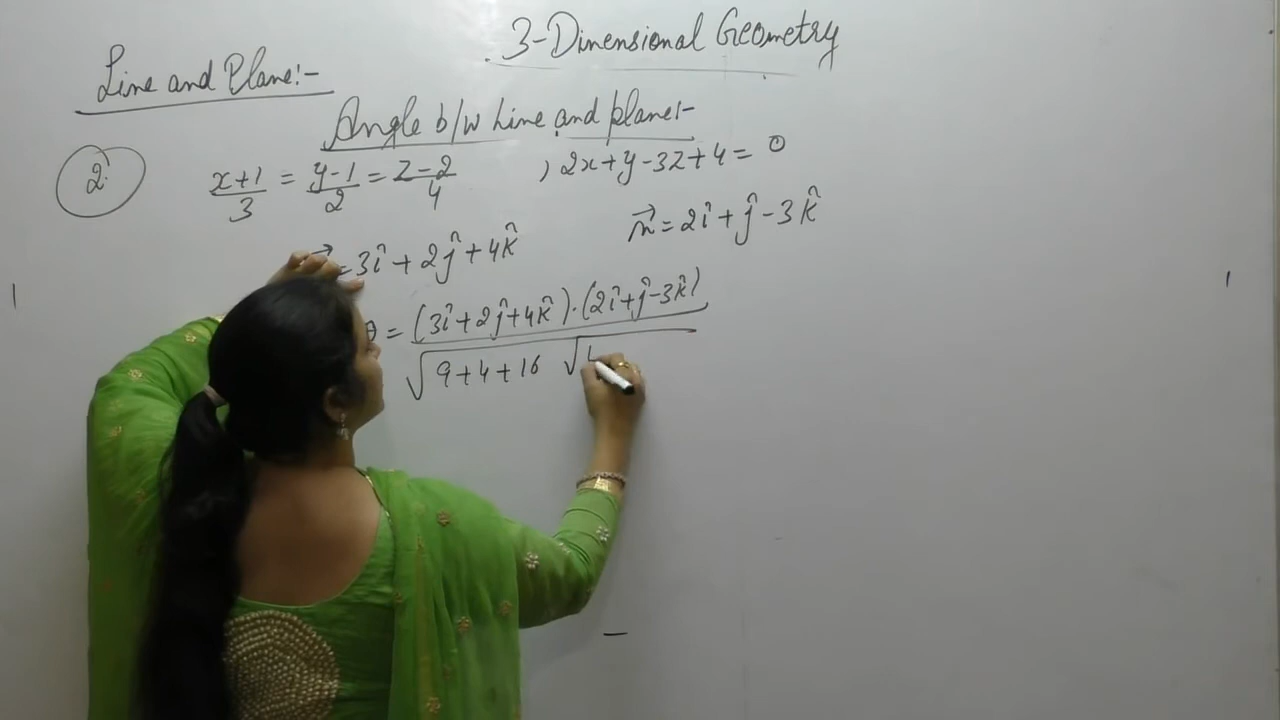 3-Dimensional Geometry
Line and Plane:-
Angle b/w Line and plane:-
2. x+1/3 = y-1/2 = z-2/4 , 2x+y-3z+4=0
n⃗ = 2î+ĵ-3k̂
=3î+2ĵ+4k̂
θ = (3î+2ĵ+4k̂).(2î+ĵ-3k̂)
√9+4+16 √4